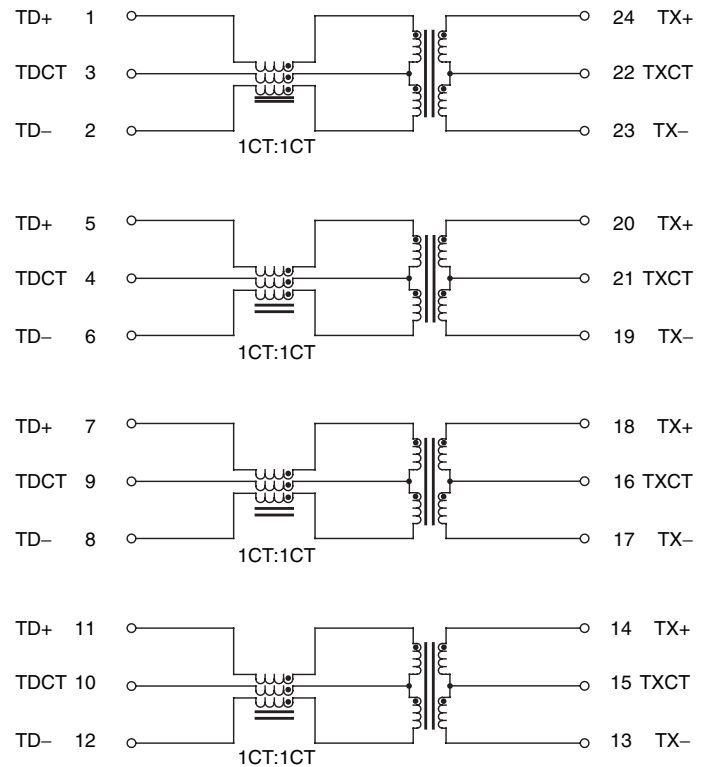 TD+ 1 24 TX+
TDCT 3 22 TXCT
TD– 2 23 TX–
1CT:1CT
TD+ 5 20 TX+
TDCT 4 21 TXCT
TD– 6 19 TX–
1CT:1CT
TD+ 7 18 TX+
TDCT 9 16 TXCT
TD– 8 17 TX–
1CT:1CT
TD+ 11 14 TX+
TDCT 10 15 TXCT
TD– 12 13 TX–
1CT:1CT